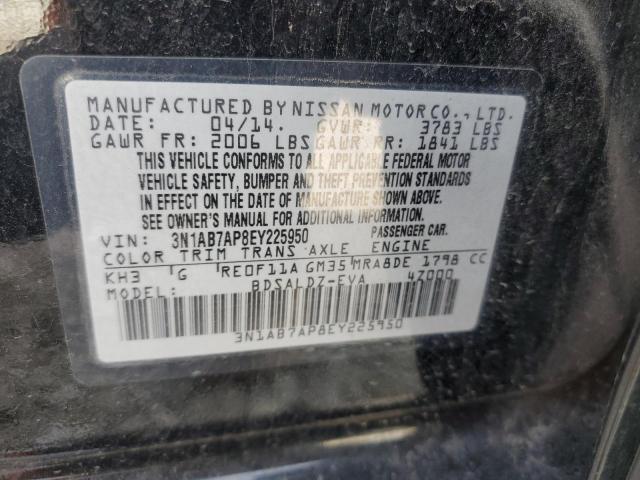 MANUFACTURED BY NISSAN MOTOR CO., LTD.
DATE: 04/14. GVWR: 3783 LBS
GAWR FR: 2006 LBS GAWR RR: 1841 LBS
THIS VEHICLE CONFORMS TO ALL APPLICABLE FEDERAL MOTOR
VEHICLE SAFETY, BUMPER AND THEFT PREVENTION STANDARDS
IN EFFECT ON THE DATE OF MANUFACTURE SHOWN ABOVE.
SEE OWNER'S MANUAL FOR ADDITIONAL INFORMATION.
VIN: 3N1AB7AP8EY225950 PASSENGER CAR.
COLOR TRIM TRANS AXLE ENGINE
KH3 G RE0F11A GM35 MRA8DE 1798 CC
MODEL: BDSALDZ-EVA 47000
3N1AB7AP8EY225950